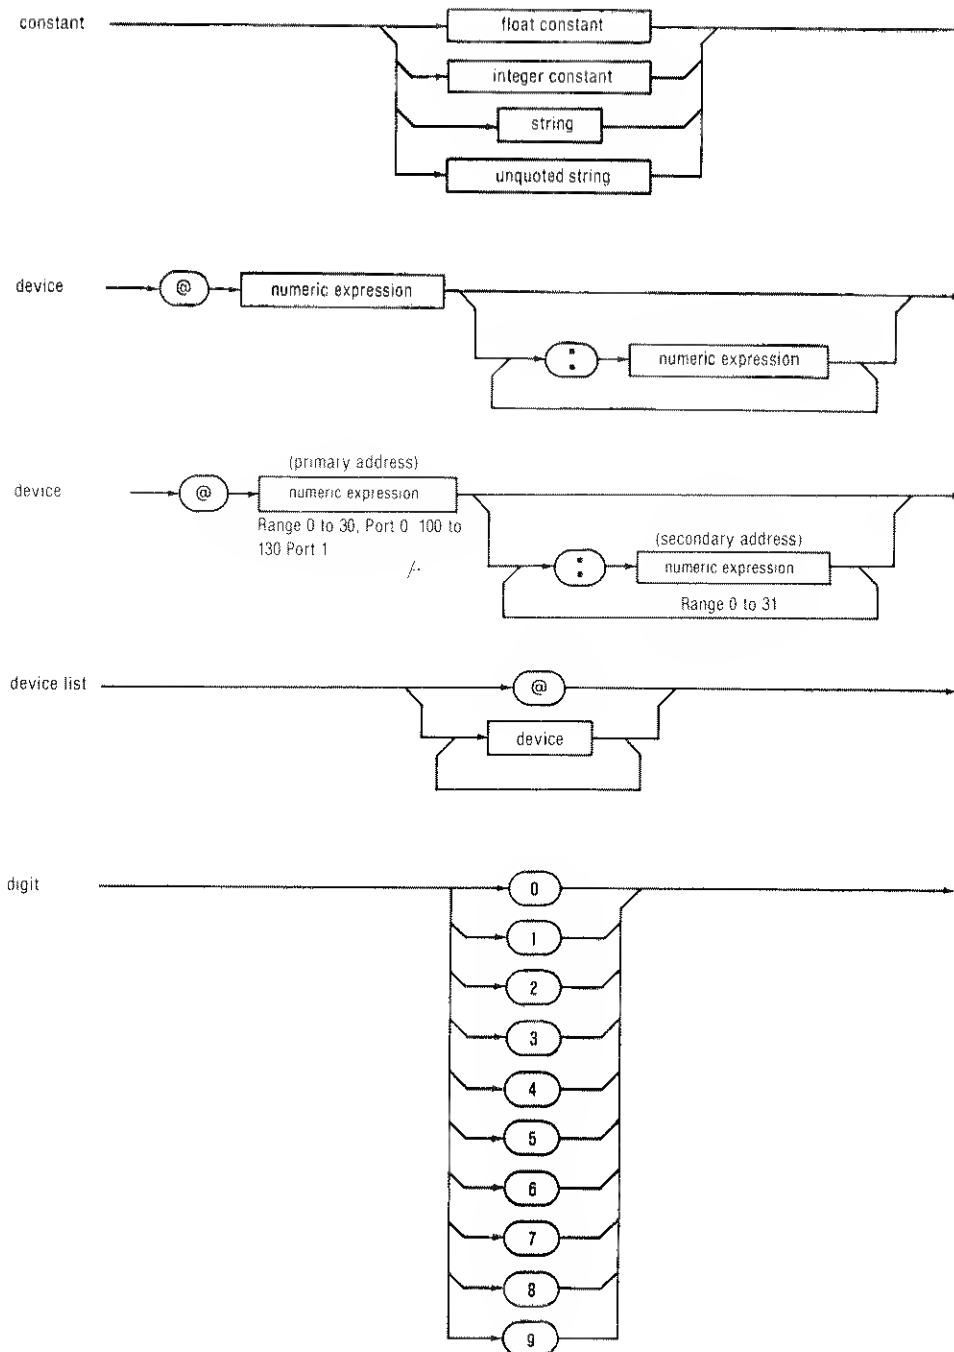 constant
float constant
integer constant
string
unquoted string
device
@
numeric expression
:
numeric expression
device
(primary address)
@
numeric expression
Range 0 to 30, Port 0 100 to
130 Port 1
(secondary address)
:
numeric expression
Range 0 to 31
device list
@
device
digit
0
1
2
3
4
5
6
7
8
9